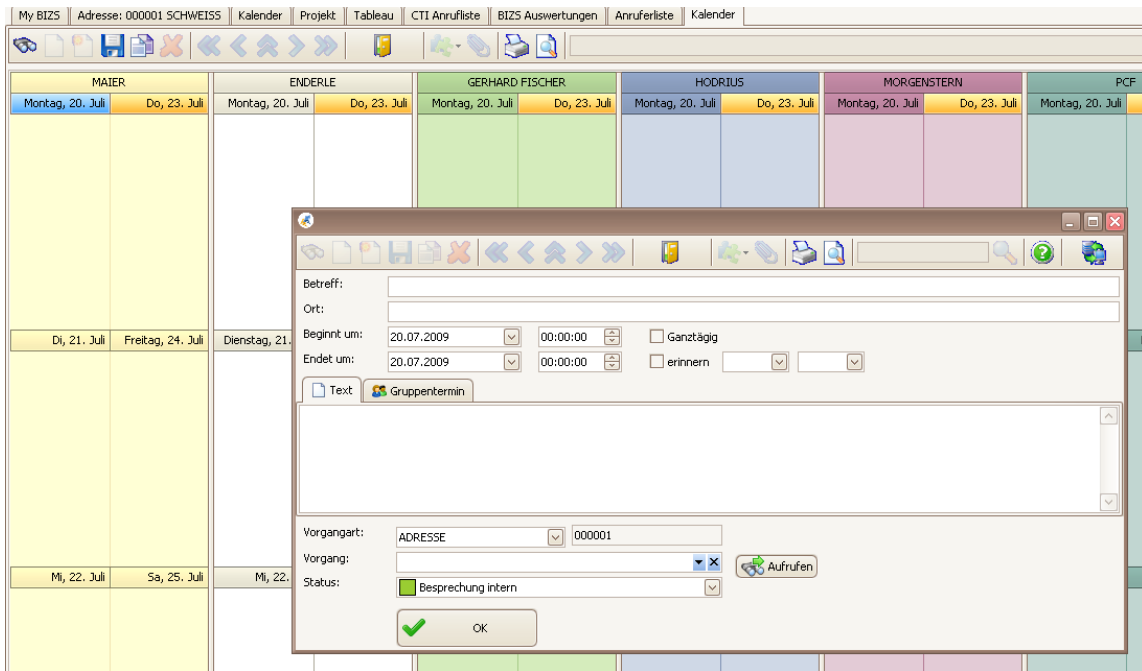 My BIZS Adresse: 000001 SCHWEISS Kalender Projekt Tableau CTI Anrufliste BIZS Auswertungen Anruferliste Kalender
MAIER ENDERLE GERHARD FISCHER HODRIUS MORGENSTERN PCF
Montag, 20. Juli Do, 23. Juli Montag, 20. Juli Do, 23. Juli Montag, 20. Juli Do, 23. Juli Montag, 20. Juli Do, 23. Juli Montag, 20. Juli Do, 23. Juli Montag, 20. Juli
Betreff:
Ort:
Beginnt um: 20.07.2009 00:00:00 Ganztägig
Di, 21. Juli Freitag, 24. Juli Dienstag, 21.
Endet um: 20.07.2009 00:00:00 erinnern
Text Gruppentermin
Vorgangart: ADRESSE 000001
Vorgang: Aufrufen
Mi, 22. Juli Sa, 25. Juli Mi, 22.
Status: Besprechung intern
OK